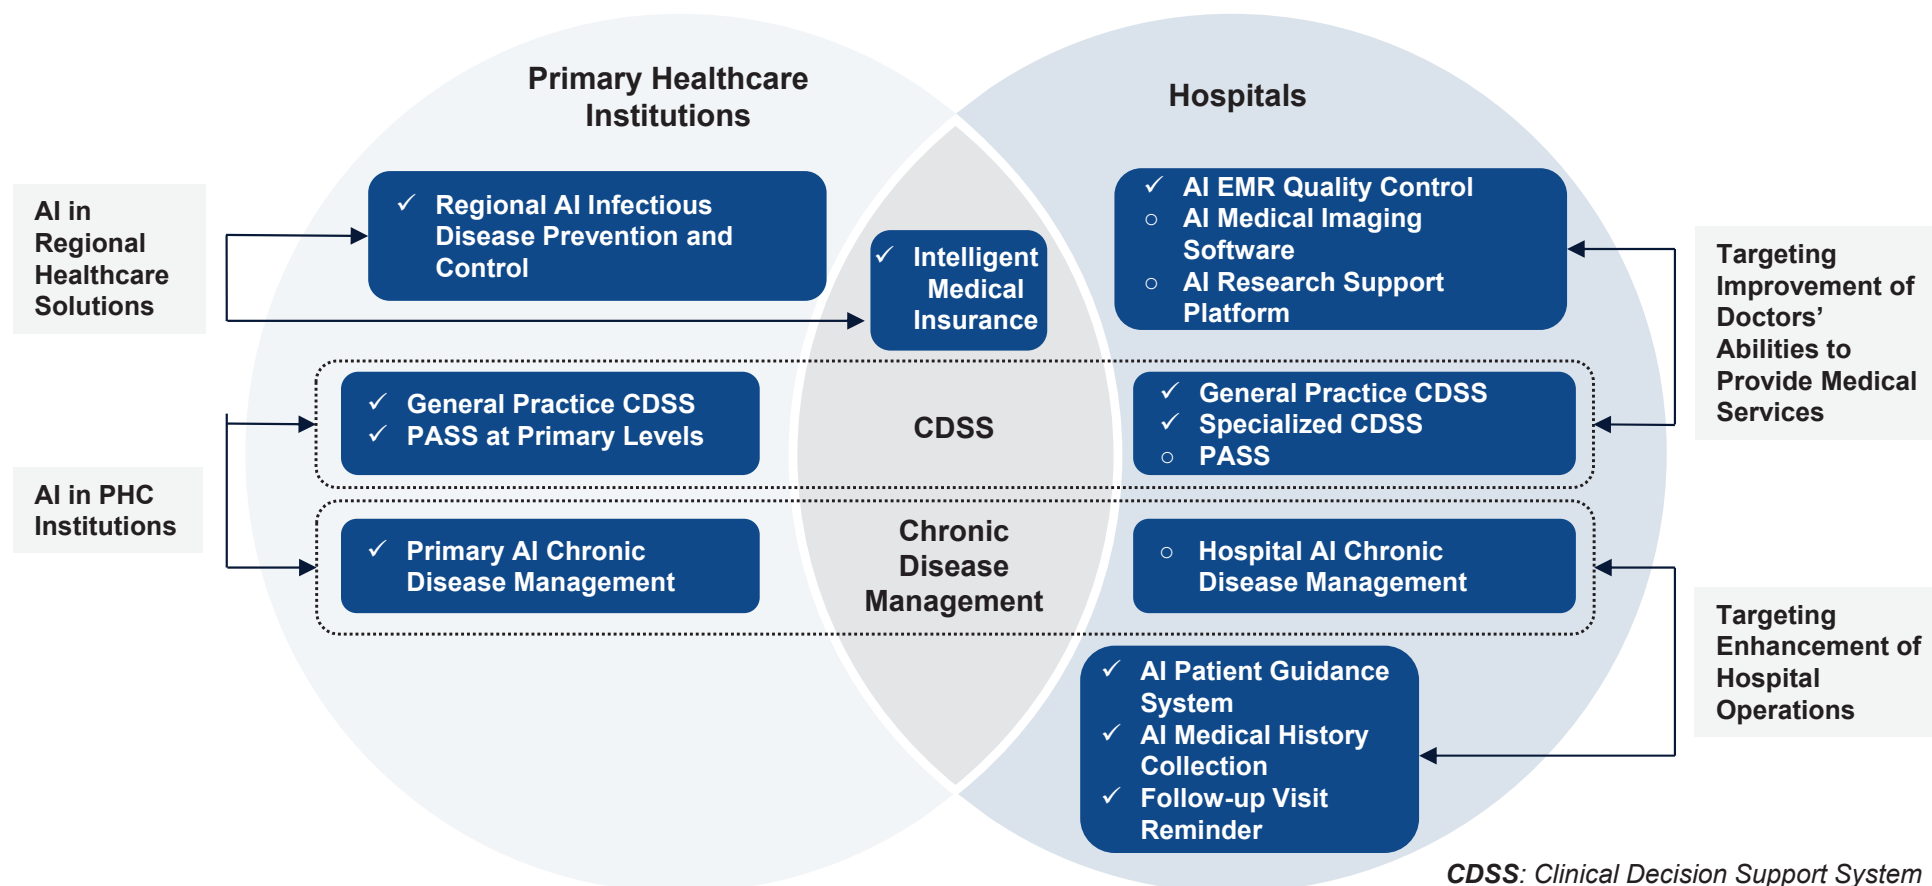 Primary Healthcare
Institutions
Hospitals
AI in
Regional
Healthcare
Solutions
✓ Regional AI Infectious
Disease Prevention and
Control
✓ Intelligent
Medical
Insurance
✓ AI EMR Quality Control
○ AI Medical Imaging
Software
○ AI Research Support
Platform
Targeting
Improvement of
Doctors’
Abilities to
Provide Medical
Services
AI in PHC
Institutions
✓ General Practice CDSS
✓ PASS at Primary Levels
CDSS
✓ General Practice CDSS
✓ Specialized CDSS
○ PASS
✓ Primary AI Chronic
Disease Management
Chronic
Disease
Management
○ Hospital AI Chronic
Disease Management
Targeting
Enhancement of
Hospital
Operations
✓ AI Patient Guidance
System
✓ AI Medical History
Collection
✓ Follow-up Visit
Reminder
CDSS: Clinical Decision Support System